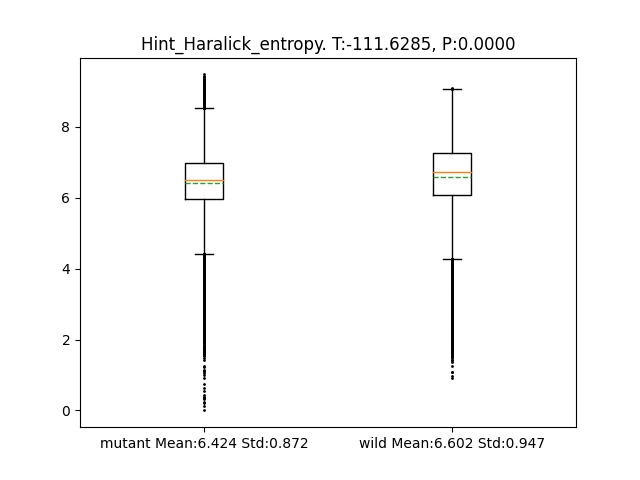 Hint_Haralick_entropy. T:-111.6285, P:0.0000
8
6
4
2
0
mutant Mean:6.424 Std:0.872
wild Mean:6.602 Std:0.947